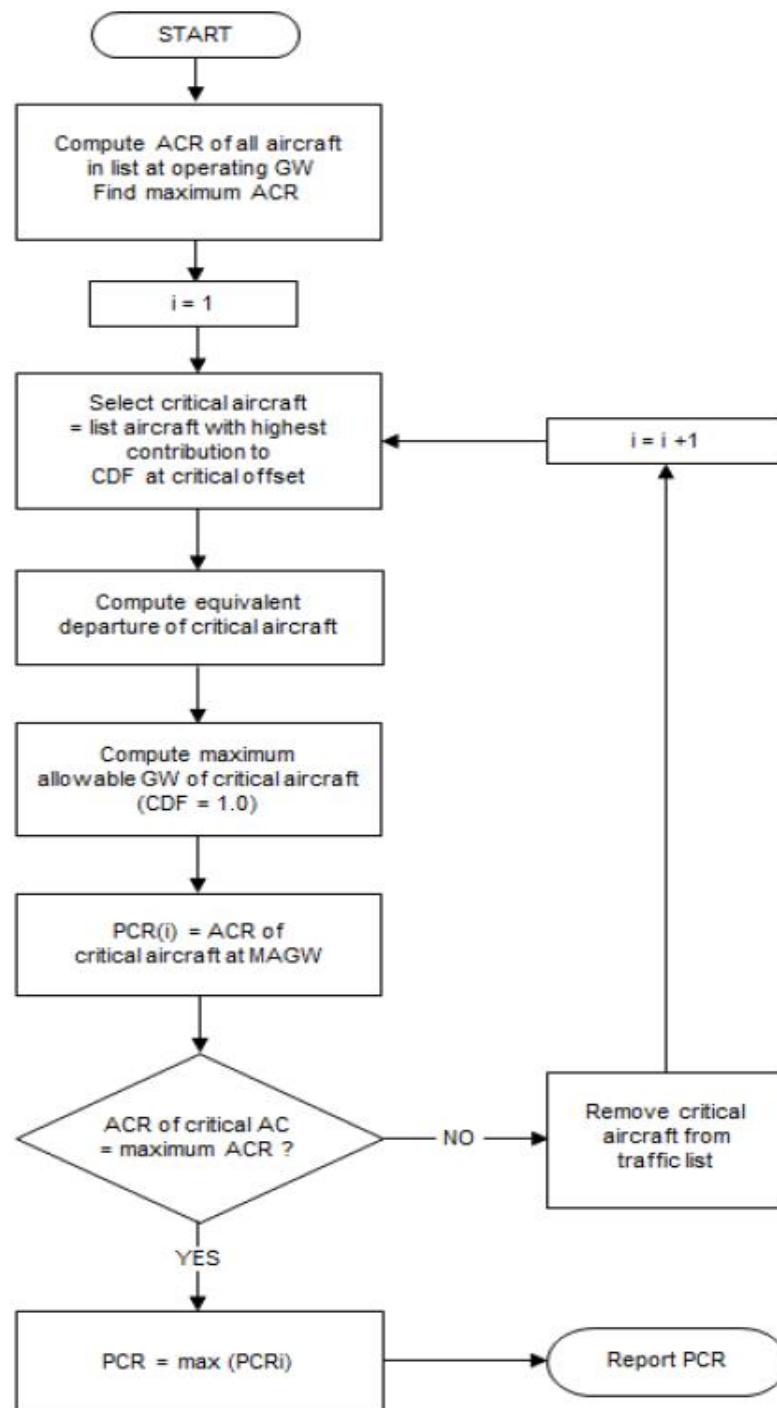 START
Compute ACR of all aircraft
in list at operating GW
Find maximum ACR
i = 1
Select critical aircraft
= list aircraft with highest
contribution to
CDF at critical offset
i = i +1
Compute equivalent
departure of critical aircraft
Compute maximum
allowable GW of critical aircraft
(CDF = 1.0)
PCR(i) = ACR of
critical aircraft at MAGW
ACR of critical AC
= maximum ACR ?
NO
Remove critical
aircraft from
traffic list
YES
PCR = max (PCRi)
Report PCR